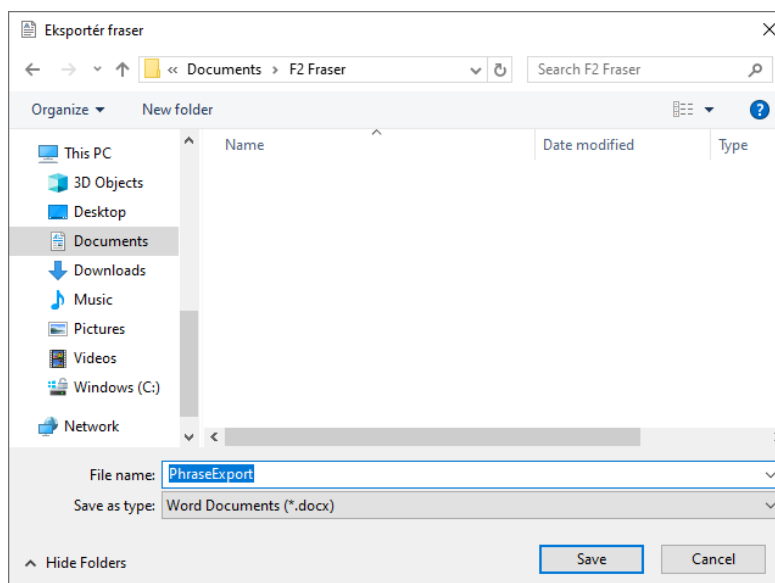 Eksportér fraser
« Documents > F2 Fraser
Search F2 Fraser
Organize
New folder
Name
Date modified
Type
This PC
3D Objects
Desktop
Documents
Downloads
Music
Pictures
Videos
Windows (C:)
Network
File name: PhraseExport
Save as type: Word Documents (*.docx)
Hide Folders
Save
Cancel